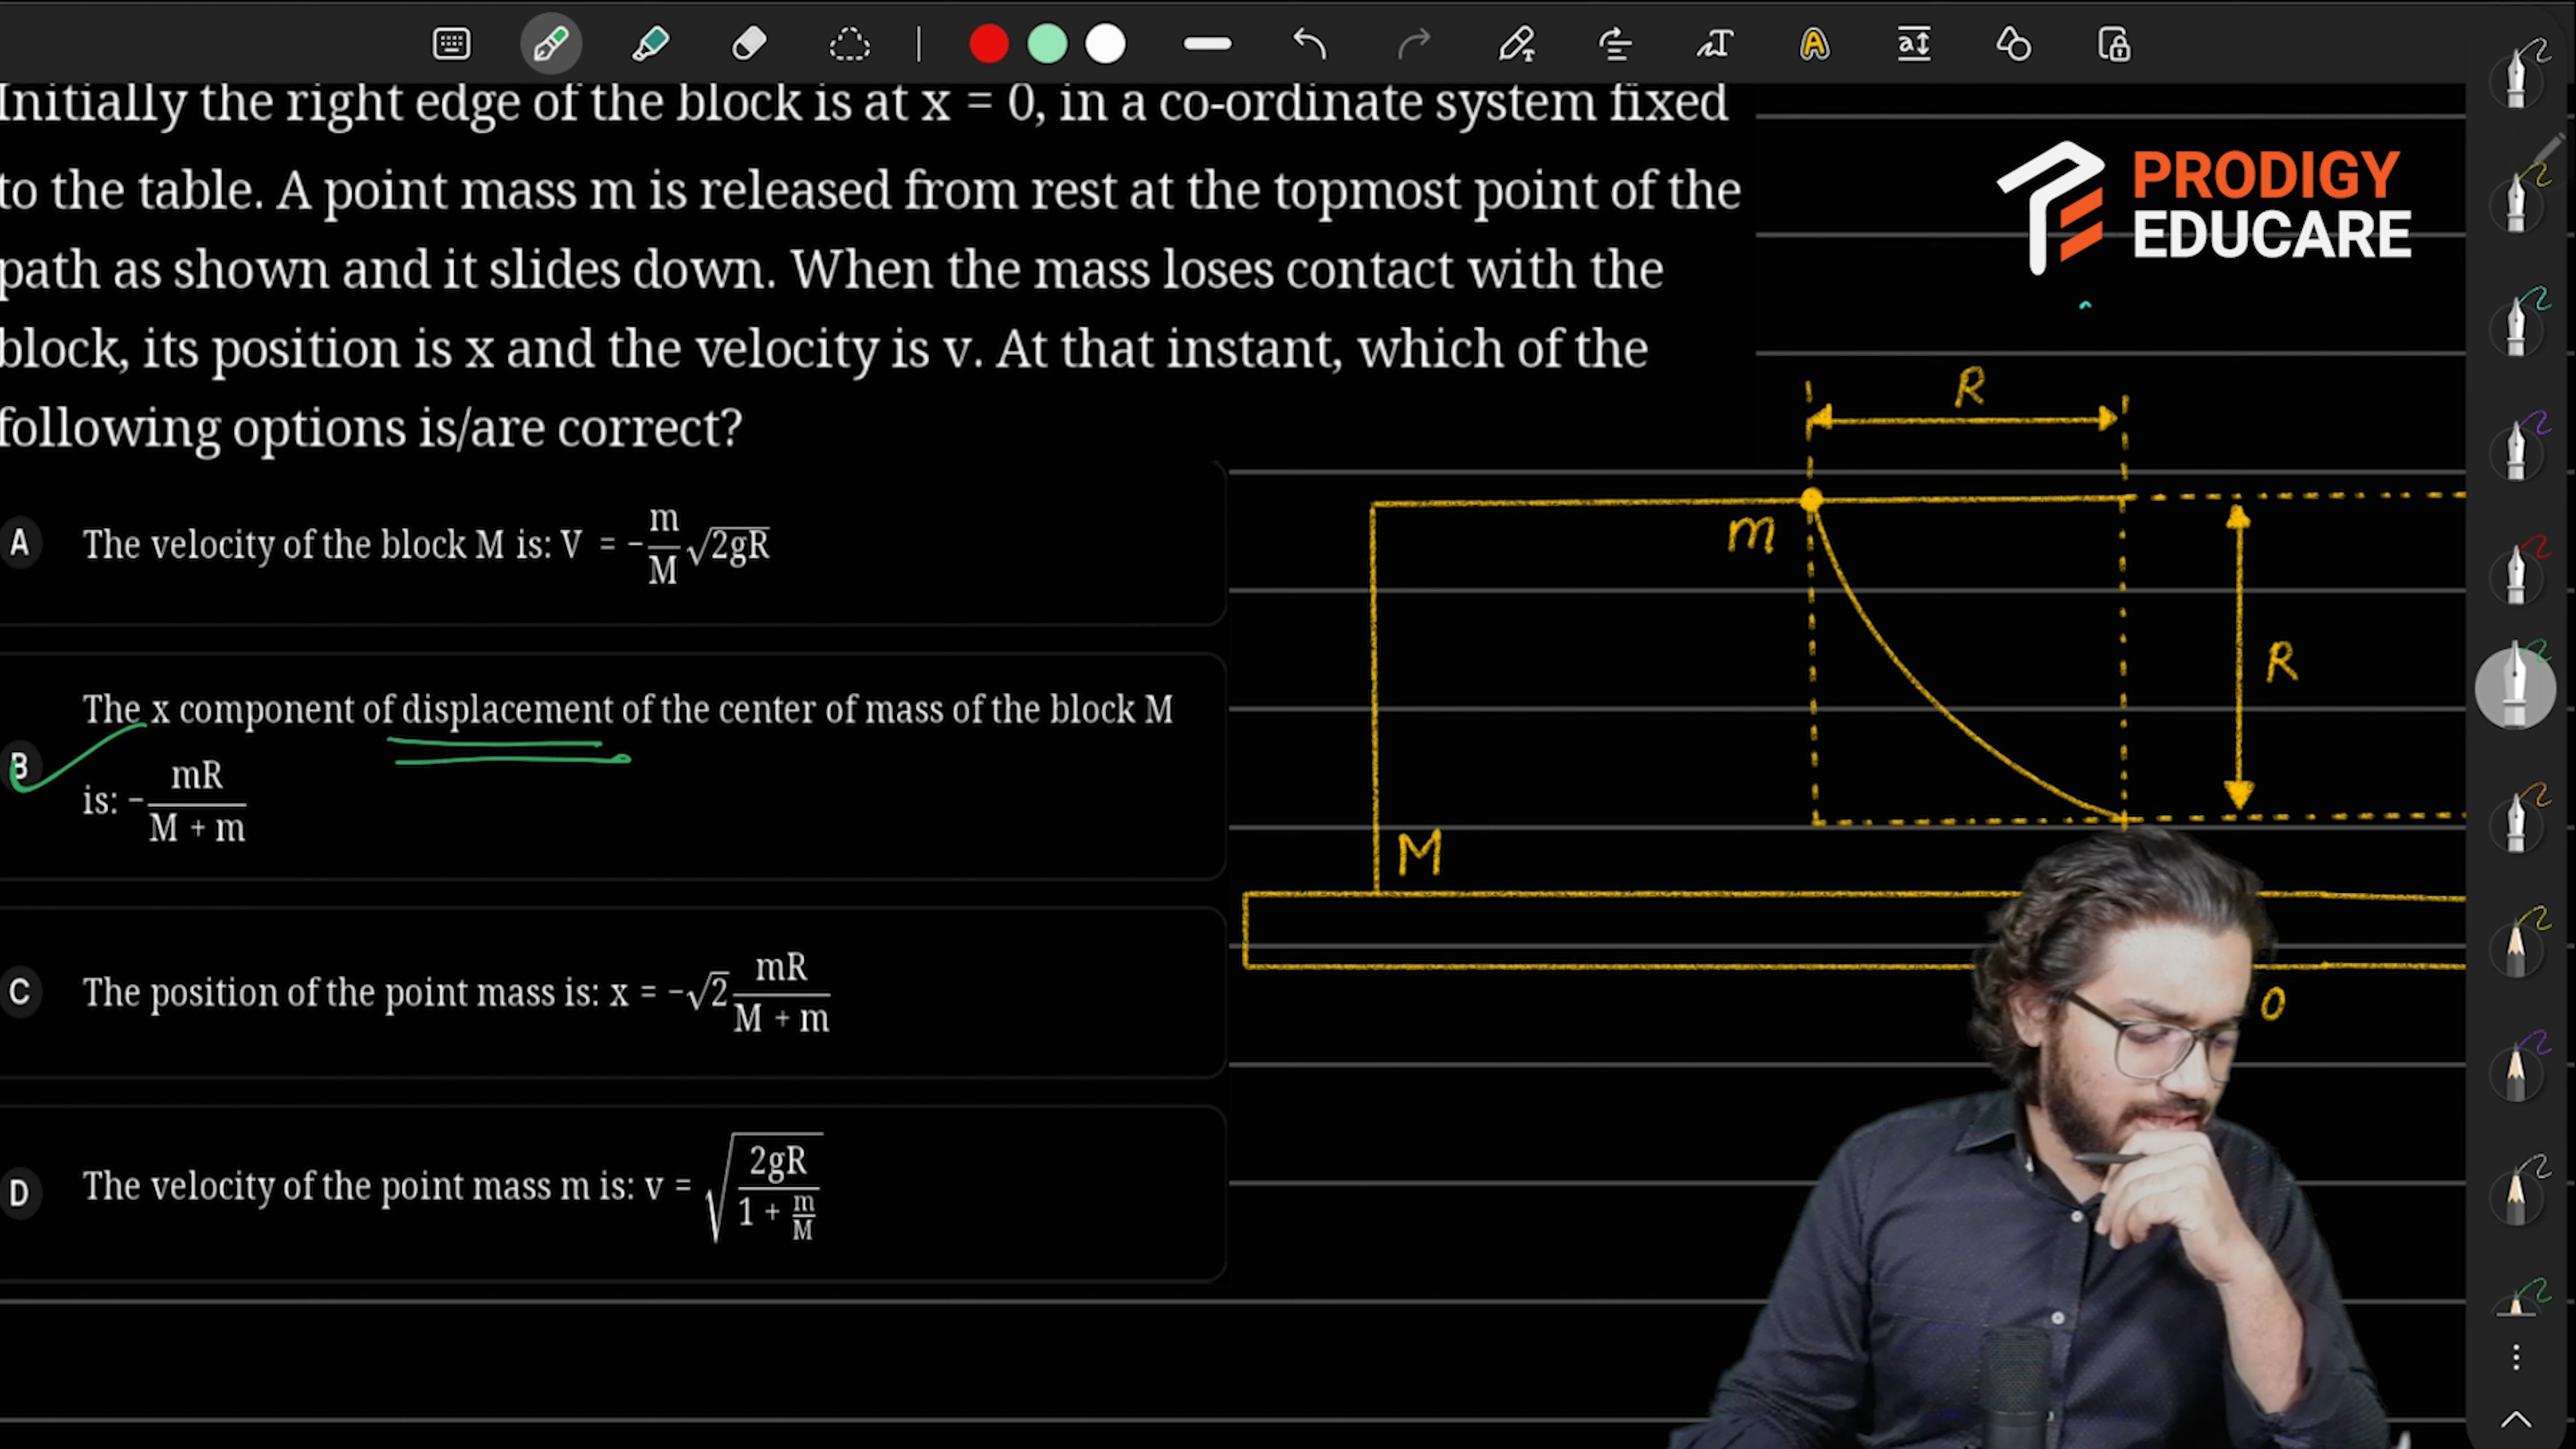 Initially the right edge of the block is at x = 0, in a co-ordinate system fixed
to the table. A point mass m is released from rest at the topmost point of the
path as shown and it slides down. When the mass loses contact with the
block, its position is x and the velocity is v. At that instant, which of the
following options is/are correct?
PRODIGY
EDUCARE
A The velocity of the block M is: V = -m/M √2gR
B The x component of displacement of the center of mass of the block M
is: - mR/(M + m)
C The position of the point mass is: x = -√2 mR/(M + m)
D The velocity of the point mass m is: v = √(2gR/(1 + m/M))
R
m
R
M
0